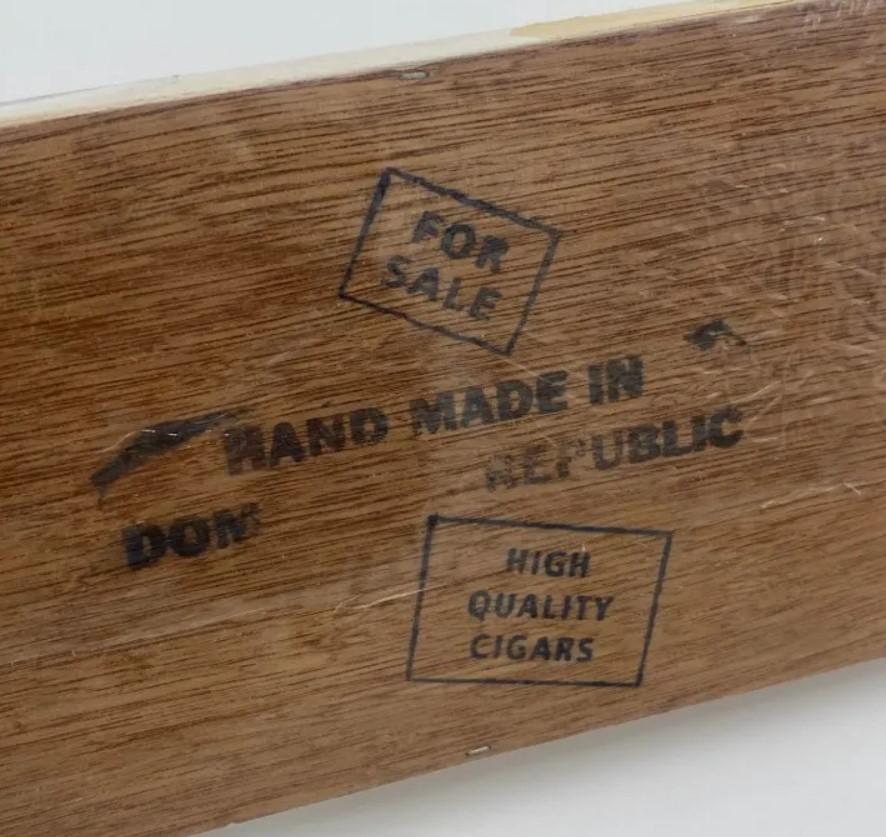 FOR
SALE
HAND MADE IN
DOM REPUBLIC
HIGH
QUALITY
CIGARS